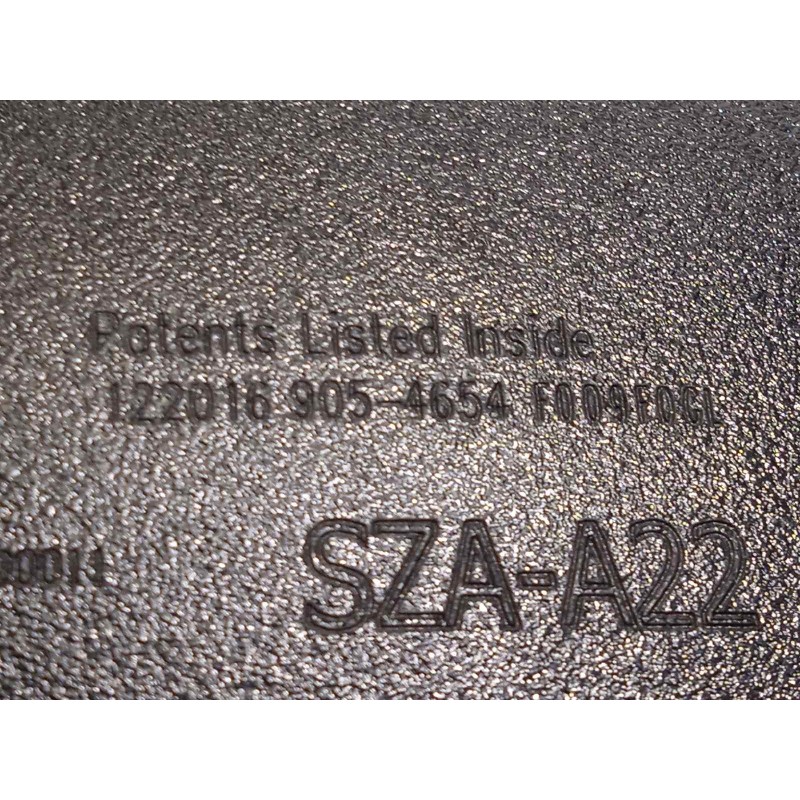 Patents Listed Inside
122016 905-4654 F009F0GL
SZA-A22